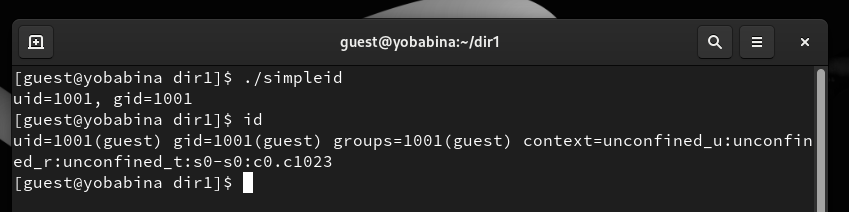 guest@yobabina:~/dir1
[guest@yobabina dir1]$ ./simpleid
uid=1001, gid=1001
[guest@yobabina dir1]$ id
uid=1001(guest) gid=1001(guest) groups=1001(guest) context=unconfined_u:unconfin
ed_r:unconfined_t:s0-s0:c0.c1023
[guest@yobabina dir1]$